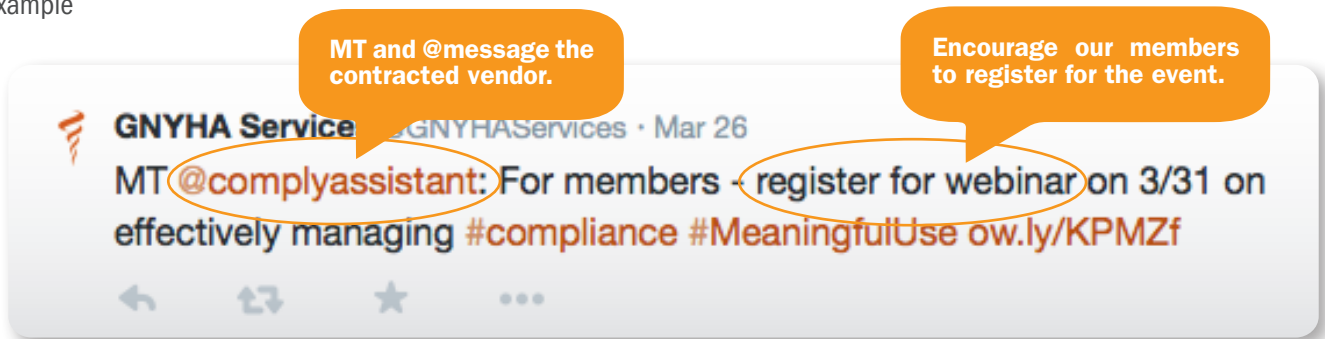 xample
MT and @message the
contracted vendor.
Encourage our members
to register for the event.
GNYHA Service GNYHAServices · Mar 26
MT @complyassistant: For members - register for webinar on 3/31 on
effectively managing #compliance #MeaningfulUse ow.ly/KPMZf